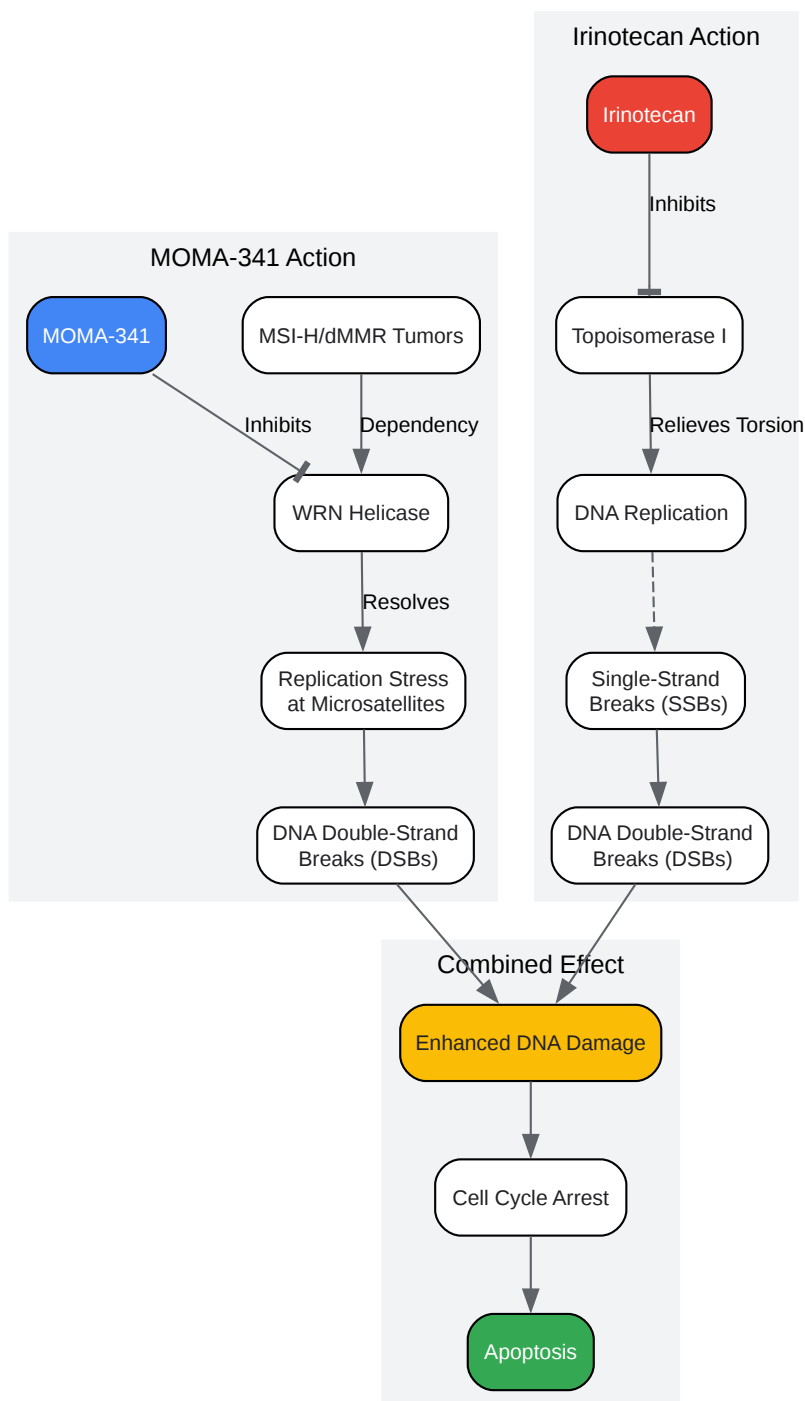 Irinotecan Action
Irinotecan
Inhibits
MOMA-341 Action
MOMA-341
MSI-H/dMMR Tumors
Topoisomerase I
Inhibits
Dependency
Relieves Torsion
WRN Helicase
DNA Replication
Resolves
Replication Stress
at Microsatellites
Single-Strand
Breaks (SSBs)
DNA Double-Strand
Breaks (DSBs)
DNA Double-Strand
Breaks (DSBs)
Combined Effect
Enhanced DNA Damage
Cell Cycle Arrest
Apoptosis